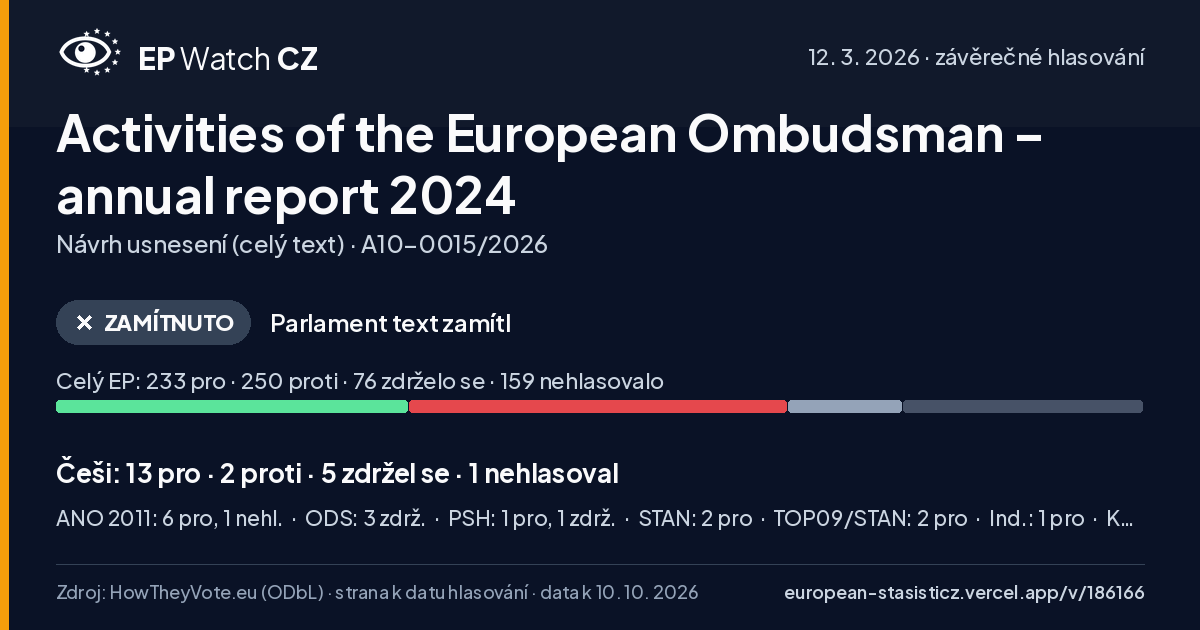 EP Watch CZ
12. 3. 2026 · závěrečné hlasování
Activities of the European Ombudsman –
annual report 2024
Návrh usnesení (celý text) · A10-0015/2026
✕ ZAMÍTNUTO
Parlament text zamítl
Celý EP: 233 pro · 250 proti · 76 zdrželo se · 159 nehlasovalo
Češi: 13 pro · 2 proti · 5 zdržel se · 1 nehlasoval
ANO 2011: 6 pro, 1 nehl. · ODS: 3 zdrž. · PSH: 1 pro, 1 zdrž. · STAN: 2 pro · TOP09/STAN: 2 pro · Ind.: 1 pro · K…
Zdroj: HowTheyVote.eu (ODbL) · strana k datu hlasování · data k 10. 10. 2026
european-stasisticz.vercel.app/v/186166